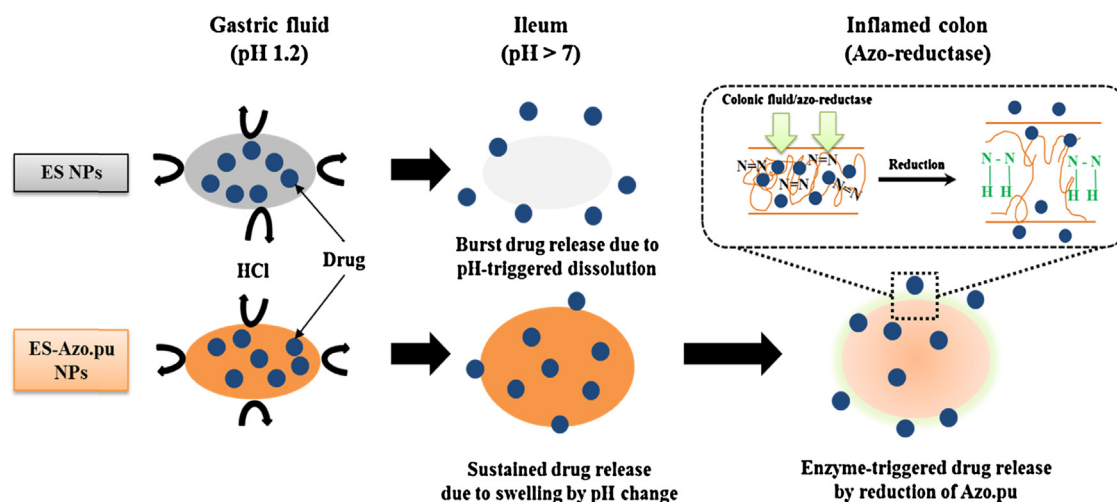 Gastric fluid
(pH 1.2)
Ileum
(pH > 7)
Inflamed colon
(Azo-reductase)
Colonic fluid/azo-reductase
N=N
N=N
N=N
N=N
Reduction
N - N
H H
N - N
H H
ES NPs
Burst drug release due to
pH-triggered dissolution
Drug
HCl
ES-Azo.pu
NPs
Sustained drug release
due to swelling by pH change
Enzyme-triggered drug release
by reduction of Azo.pu